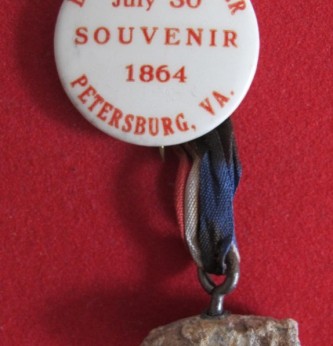 July 30
SOUVENIR
1864
PETERSBURG, VA.